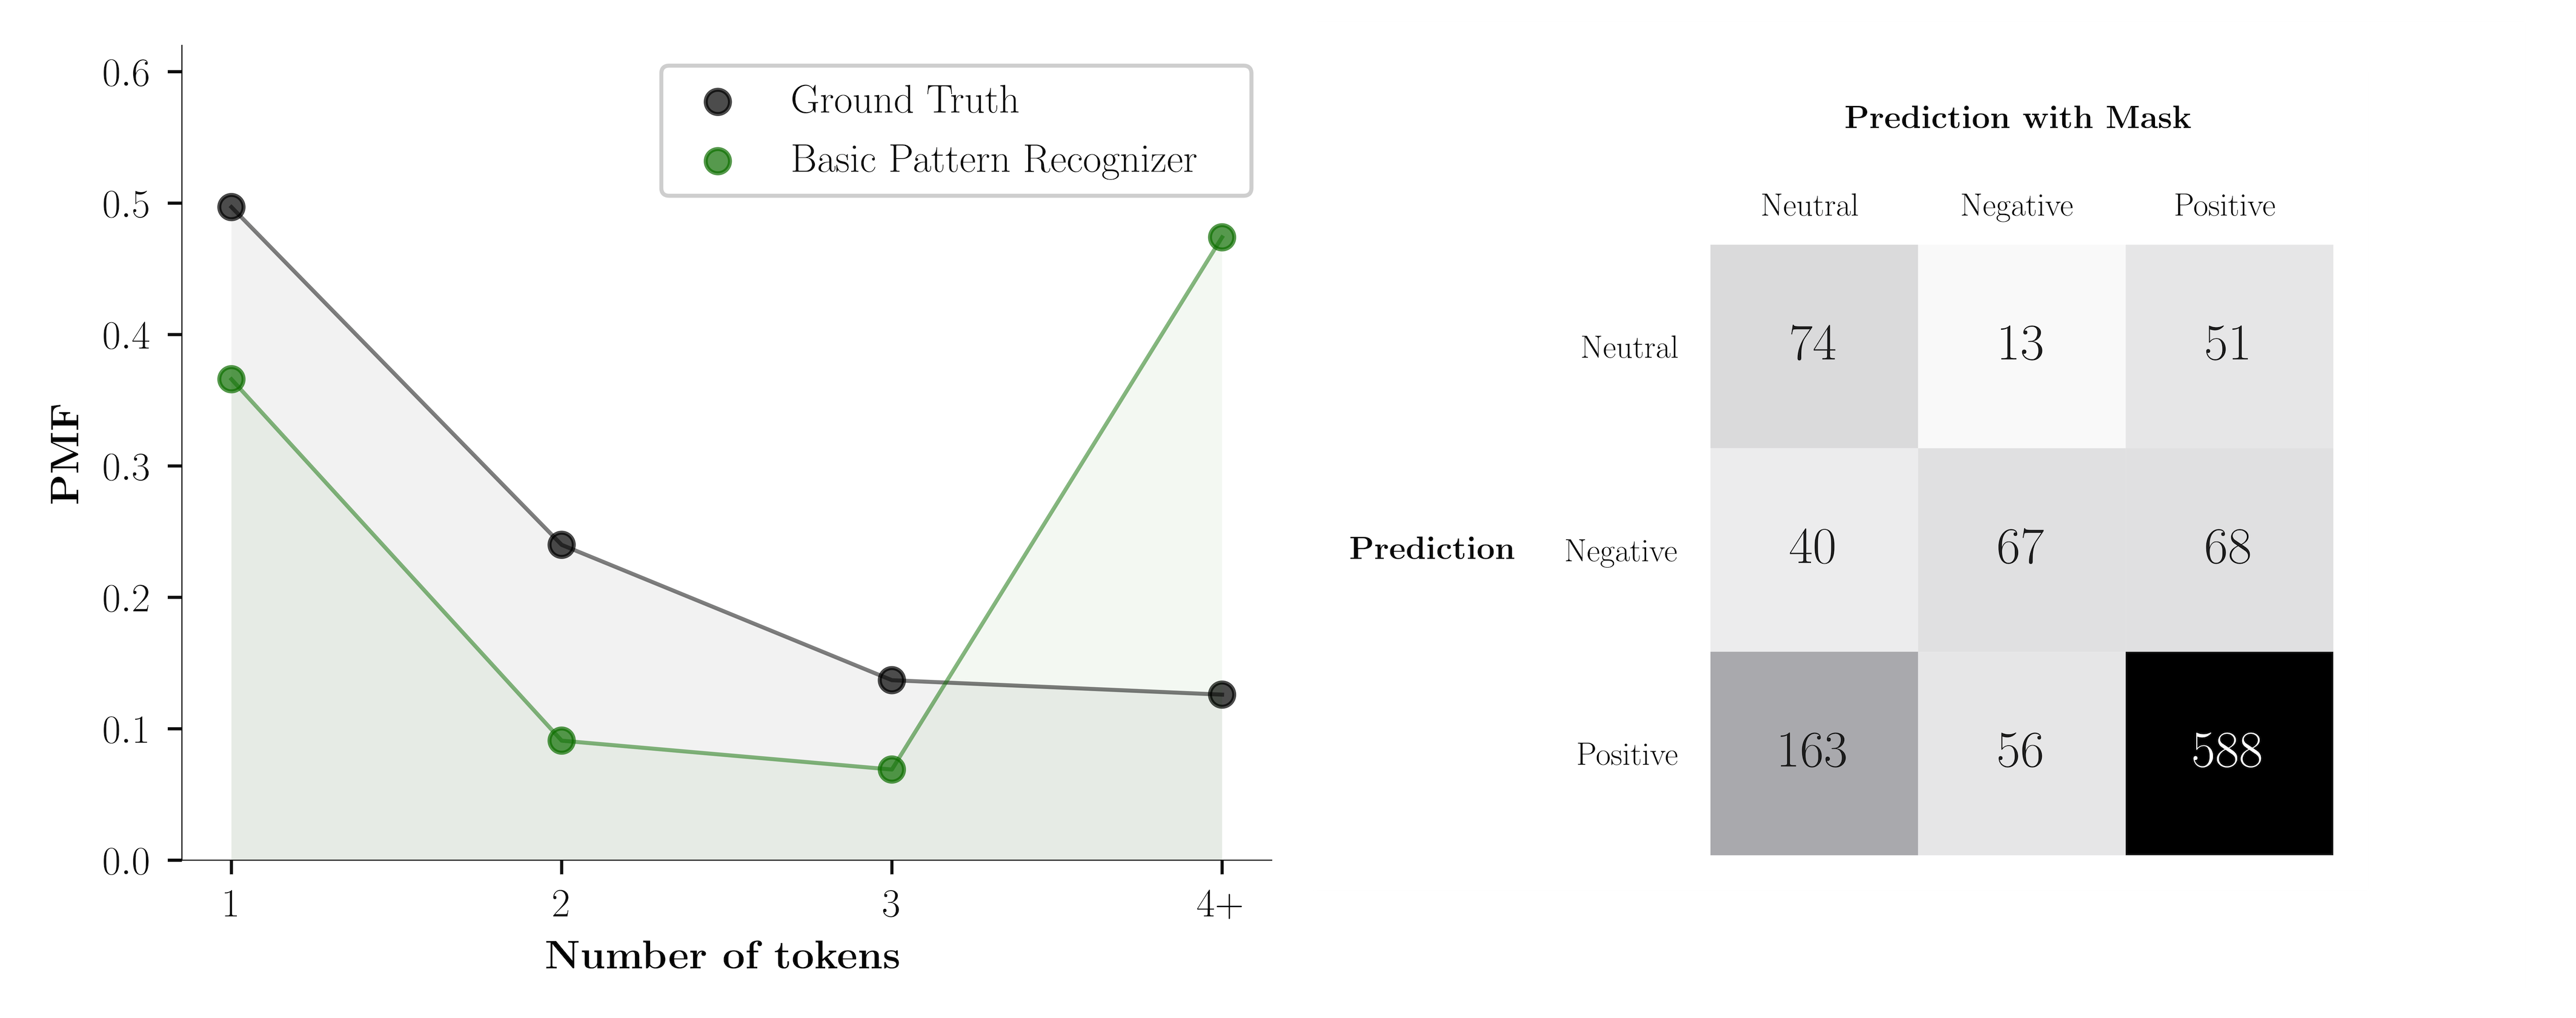 0.6
0.5
0.4
0.3
0.2
0.1
0.0
PMF
1 2 3 4+
Number of tokens
Ground Truth
Basic Pattern Recognizer
Prediction with Mask
Neutral Negative Positive
Prediction
Neutral 74 13 51
Negative 40 67 68
Positive 163 56 588